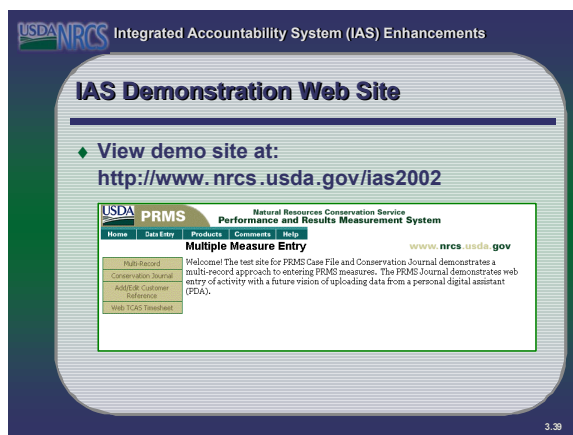 USDA NRCS Integrated Accountability System (IAS) Enhancements
IAS Demonstration Web Site
♦ View demo site at:
http://www.nrcs.usda.gov/ias2002
USDA PRMS
Natural Resources Conservation Service
Performance and Results Measurement System
Home Data Entry Products Comments Help
Multiple Measure Entry
www.nrcs.usda.gov
Multi-Record
Conservation Journal
Add/Edit Customer
Reference
Web TCAS Timesheet
Welcome! The test site for PRMS Case File and Conservation Journal demonstrates a
multi-record approach to entering PRMS measures. The PRMS Journal demonstrates web
entry of activity with a future vision of uploading data from a personal digital assistant
(PDA).
3.39